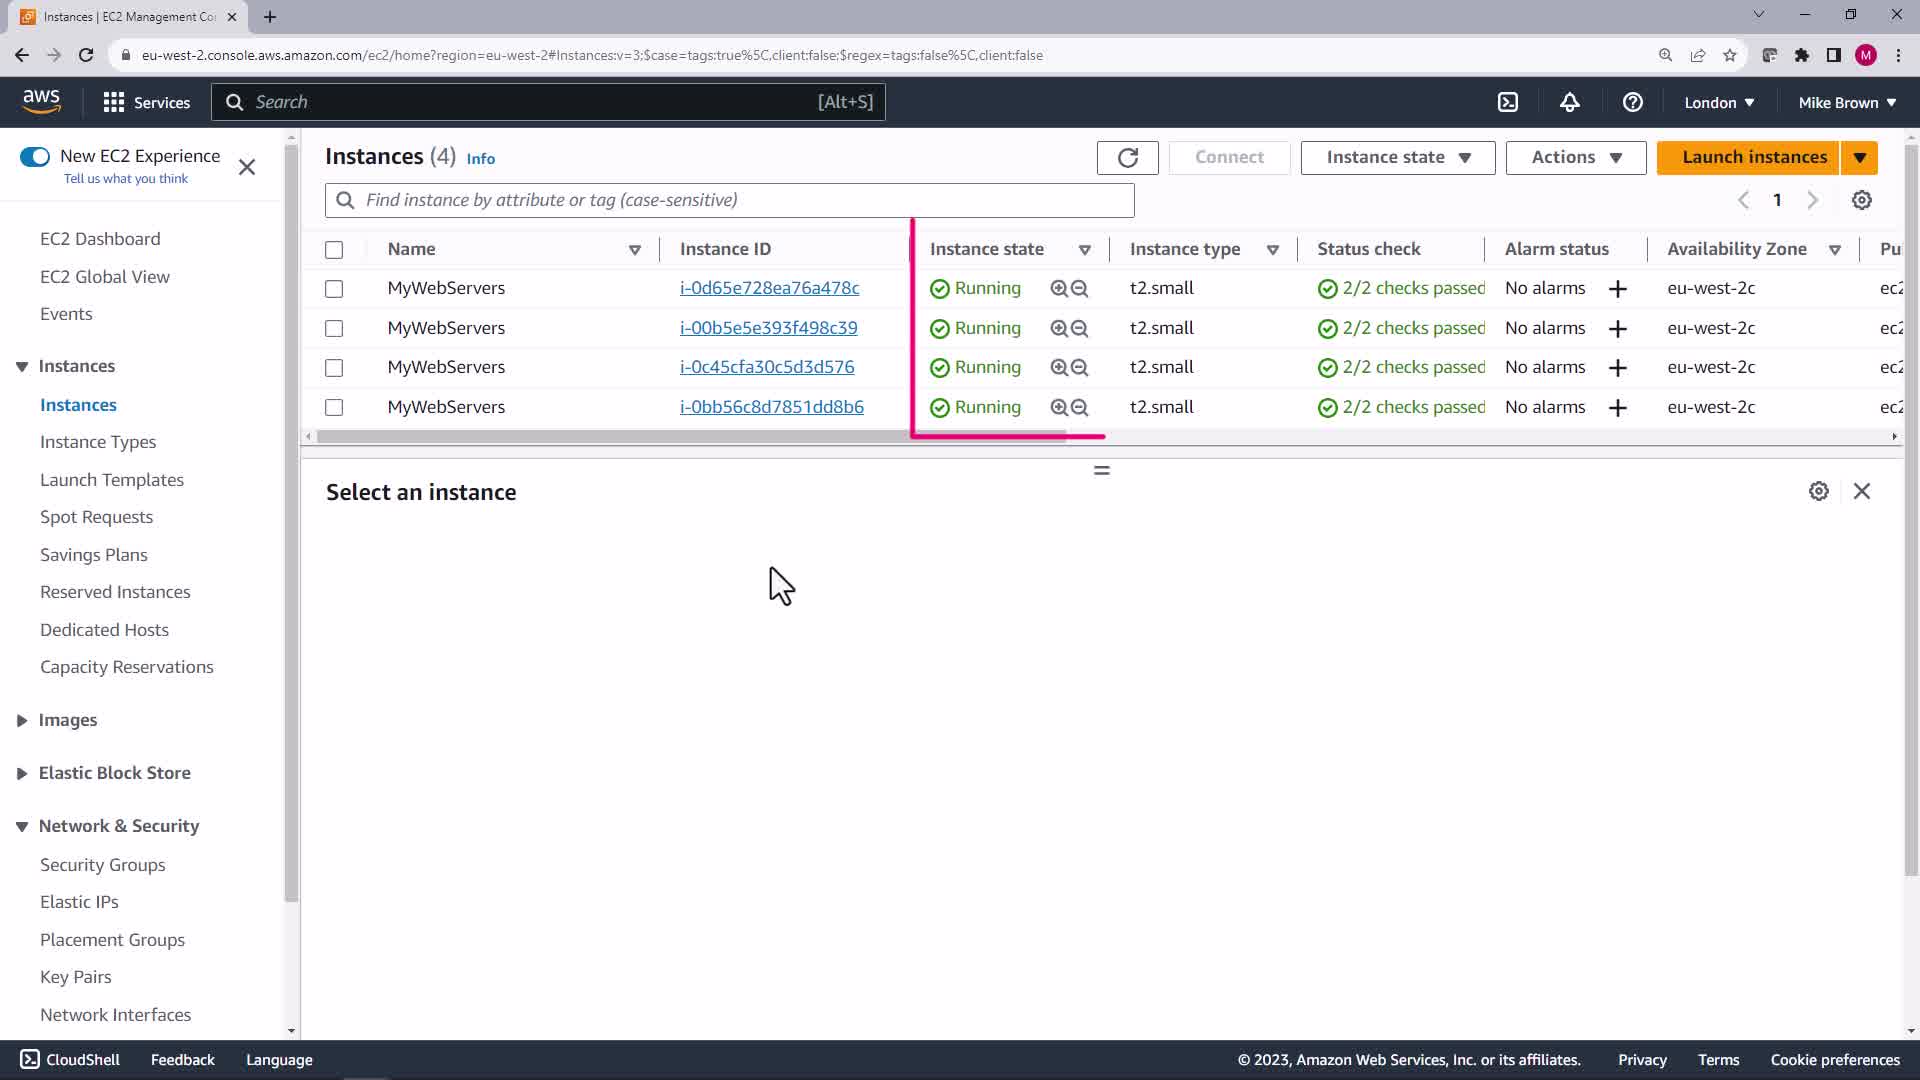 Instances | EC2 Management Co
eu-west-2.console.aws.amazon.com/ec2/home?region=eu-west-2#Instances:v=3;$case=tags:true%5C,client:false;$regex=tags:false%5C,client:false
M
aws
Services
Search
[Alt+S]
London
Mike Brown
New EC2 Experience
Tell us what you think
EC2 Dashboard
EC2 Global View
Events
Instances
Instances
Instance Types
Launch Templates
Spot Requests
Savings Plans
Reserved Instances
Dedicated Hosts
Capacity Reservations
Images
Elastic Block Store
Network & Security
Security Groups
Elastic IPs
Placement Groups
Key Pairs
Network Interfaces
Instances (4) Info
Connect
Instance state
Actions
Launch instances
Find instance by attribute or tag (case-sensitive)
1
Name Instance ID Instance state Instance type Status check Alarm status Availability Zone Pu
MyWebServers i-0d65e728ea76a478c Running t2.small 2/2 checks passed No alarms + eu-west-2c ec2
MyWebServers i-00b5e5e393f498c39 Running t2.small 2/2 checks passed No alarms + eu-west-2c ec2
MyWebServers i-0c45cfa30c5d3d576 Running t2.small 2/2 checks passed No alarms + eu-west-2c ec2
MyWebServers i-0bb56c8d7851dd8b6 Running t2.small 2/2 checks passed No alarms + eu-west-2c ec2
Select an instance
CloudShell Feedback Language
© 2023, Amazon Web Services, Inc. or its affiliates. Privacy Terms Cookie preferences